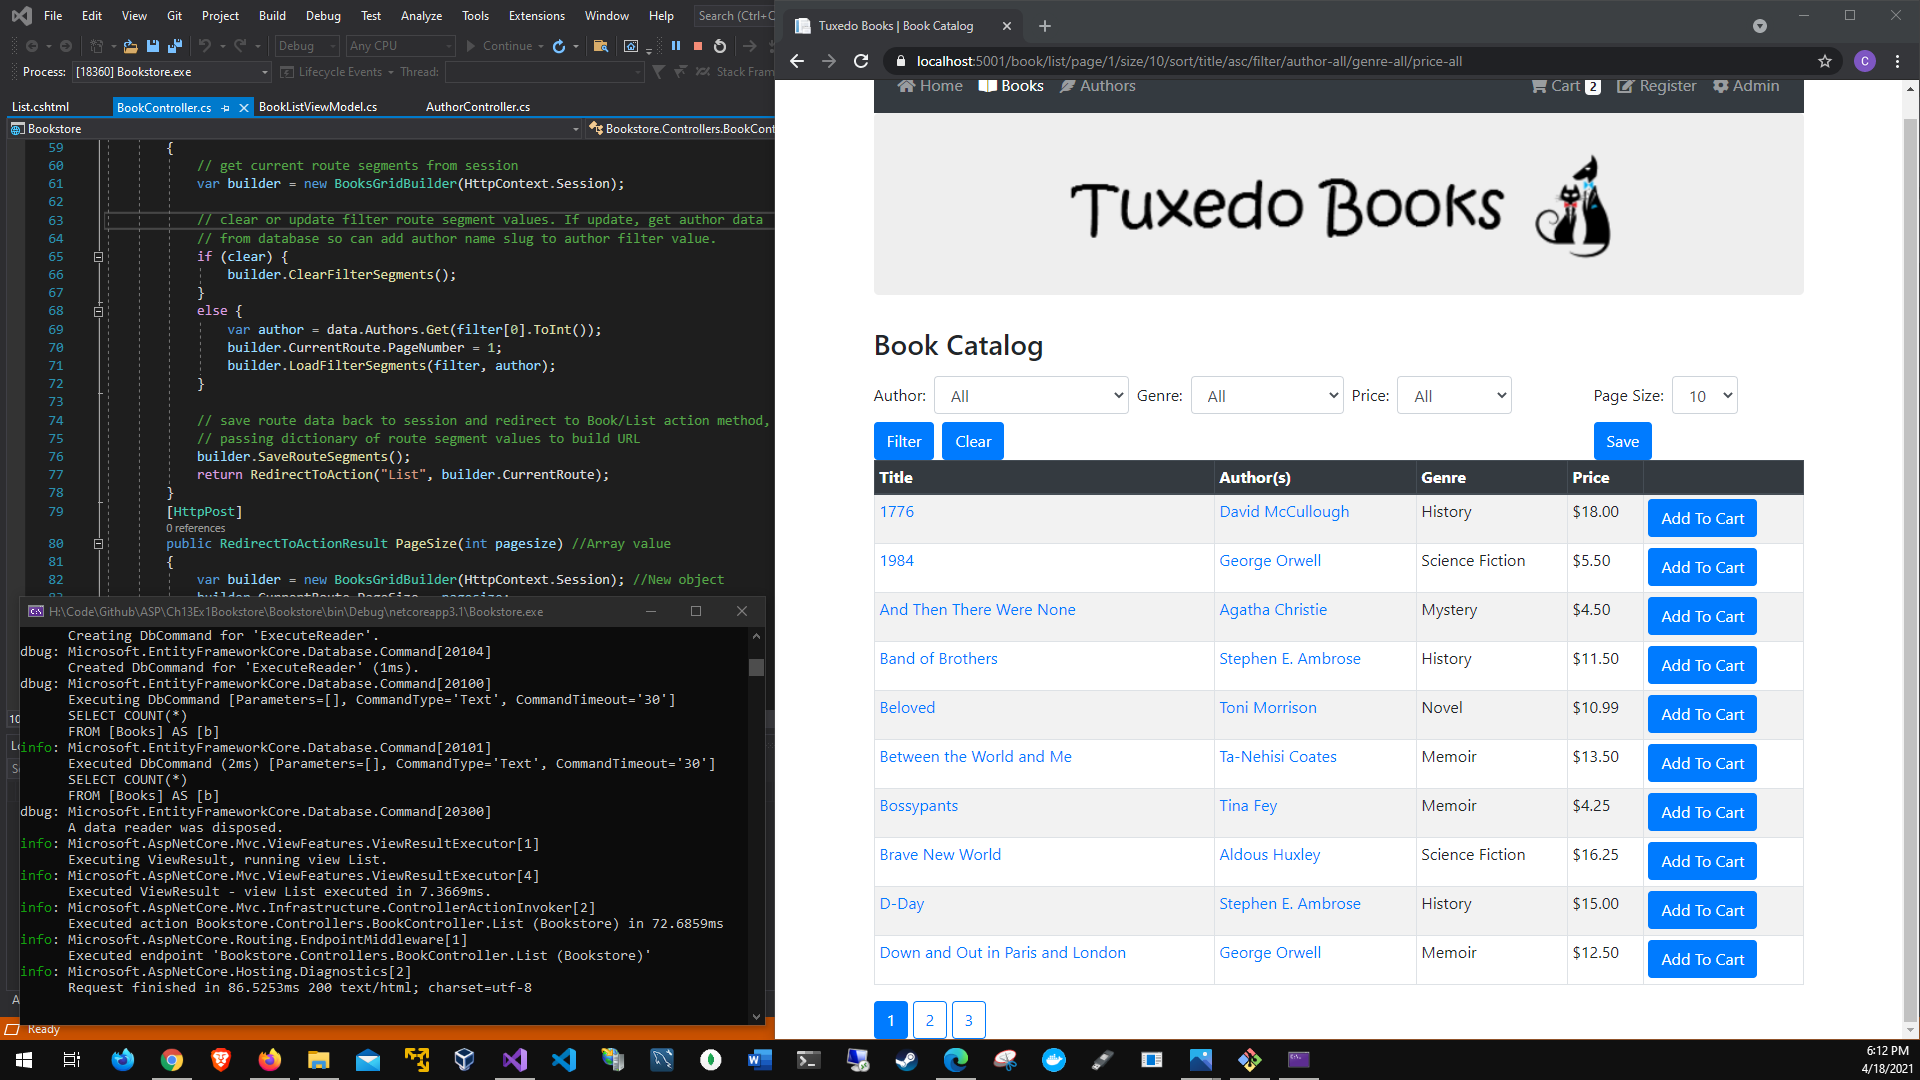 File Edit View Git Project Build Debug Test Analyze Tools Extensions Window Help Search (Ctrl+
Debug Any CPU Continue
Process: [18360] Bookstore.exe Lifecycle Events Thread: Stack Fram
List.cshtml BookController.cs BookListViewModel.cs AuthorController.cs
Bookstore Bookstore.Controllers.BookCont
59 {
60 // get current route segments from session
61 var builder = new BooksGridBuilder(HttpContext.Session);
62
63 // clear or update filter route segment values. If update, get author data
64 // from database so can add author name slug to author filter value.
65 if (clear) {
66 builder.ClearFilterSegments();
67 }
68 else {
69 var author = data.Authors.Get(filter[0].ToInt());
70 builder.CurrentRoute.PageNumber = 1;
71 builder.LoadFilterSegments(filter, author);
72 }
73
74 // save route data back to session and redirect to Book/List action method,
75 // passing dictionary of route segment values to build URL
76 builder.SaveRouteSegments();
77 return RedirectToAction("List", builder.CurrentRoute);
78 }
79 [HttpPost]
0 references
80 public RedirectToActionResult PageSize(int pagesize) //Array value
81 {
82 var builder = new BooksGridBuilder(HttpContext.Session); //New object
H:\Code\Github\ASP\Ch13Ex1Bookstore\Bookstore\bin\Debug\netcoreapp3.1\Bookstore.exe
Creating DbCommand for 'ExecuteReader'.
dbug: Microsoft.EntityFrameworkCore.Database.Command[20104]
Created DbCommand for 'ExecuteReader' (1ms).
dbug: Microsoft.EntityFrameworkCore.Database.Command[20100]
Executing DbCommand [Parameters=[], CommandType='Text', CommandTimeout='30']
SELECT COUNT(*)
FROM [Books] AS [b]
info: Microsoft.EntityFrameworkCore.Database.Command[20101]
Executed DbCommand (2ms) [Parameters=[], CommandType='Text', CommandTimeout='30']
SELECT COUNT(*)
FROM [Books] AS [b]
dbug: Microsoft.EntityFrameworkCore.Database.Command[20300]
A data reader was disposed.
info: Microsoft.AspNetCore.Mvc.ViewFeatures.ViewResultExecutor[1]
Executing ViewResult, running view List.
info: Microsoft.AspNetCore.Mvc.ViewFeatures.ViewResultExecutor[4]
Executed ViewResult - view List executed in 7.3669ms.
info: Microsoft.AspNetCore.Mvc.Infrastructure.ControllerActionInvoker[2]
Executed action Bookstore.Controllers.BookController.List (Bookstore) in 72.6859ms
info: Microsoft.AspNetCore.Routing.EndpointMiddleware[1]
Executed endpoint 'Bookstore.Controllers.BookController.List (Bookstore)'
info: Microsoft.AspNetCore.Hosting.Diagnostics[2]
Request finished in 86.5253ms 200 text/html; charset=utf-8
Ready
Tuxedo Books | Book Catalog
localhost:5001/book/list/page/1/size/10/sort/title/asc/filter/author-all/genre-all/price-all C
Home Books Authors Cart 2 Register Admin
Tuxedo Books
Book Catalog
Author: All Genre: All Price: All Page Size: 10
Filter Clear Save
Title Author(s) Genre Price
1776 David McCullough History $18.00 Add To Cart
1984 George Orwell Science Fiction $5.50 Add To Cart
And Then There Were None Agatha Christie Mystery $4.50 Add To Cart
Band of Brothers Stephen E. Ambrose History $11.50 Add To Cart
Beloved Toni Morrison Novel $10.99 Add To Cart
Between the World and Me Ta-Nehisi Coates Memoir $13.50 Add To Cart
Bossypants Tina Fey Memoir $4.25 Add To Cart
Brave New World Aldous Huxley Science Fiction $16.25 Add To Cart
D-Day Stephen E. Ambrose History $15.00 Add To Cart
Down and Out in Paris and London George Orwell Memoir $12.50 Add To Cart
1 2 3
6:12 PM
4/18/2021